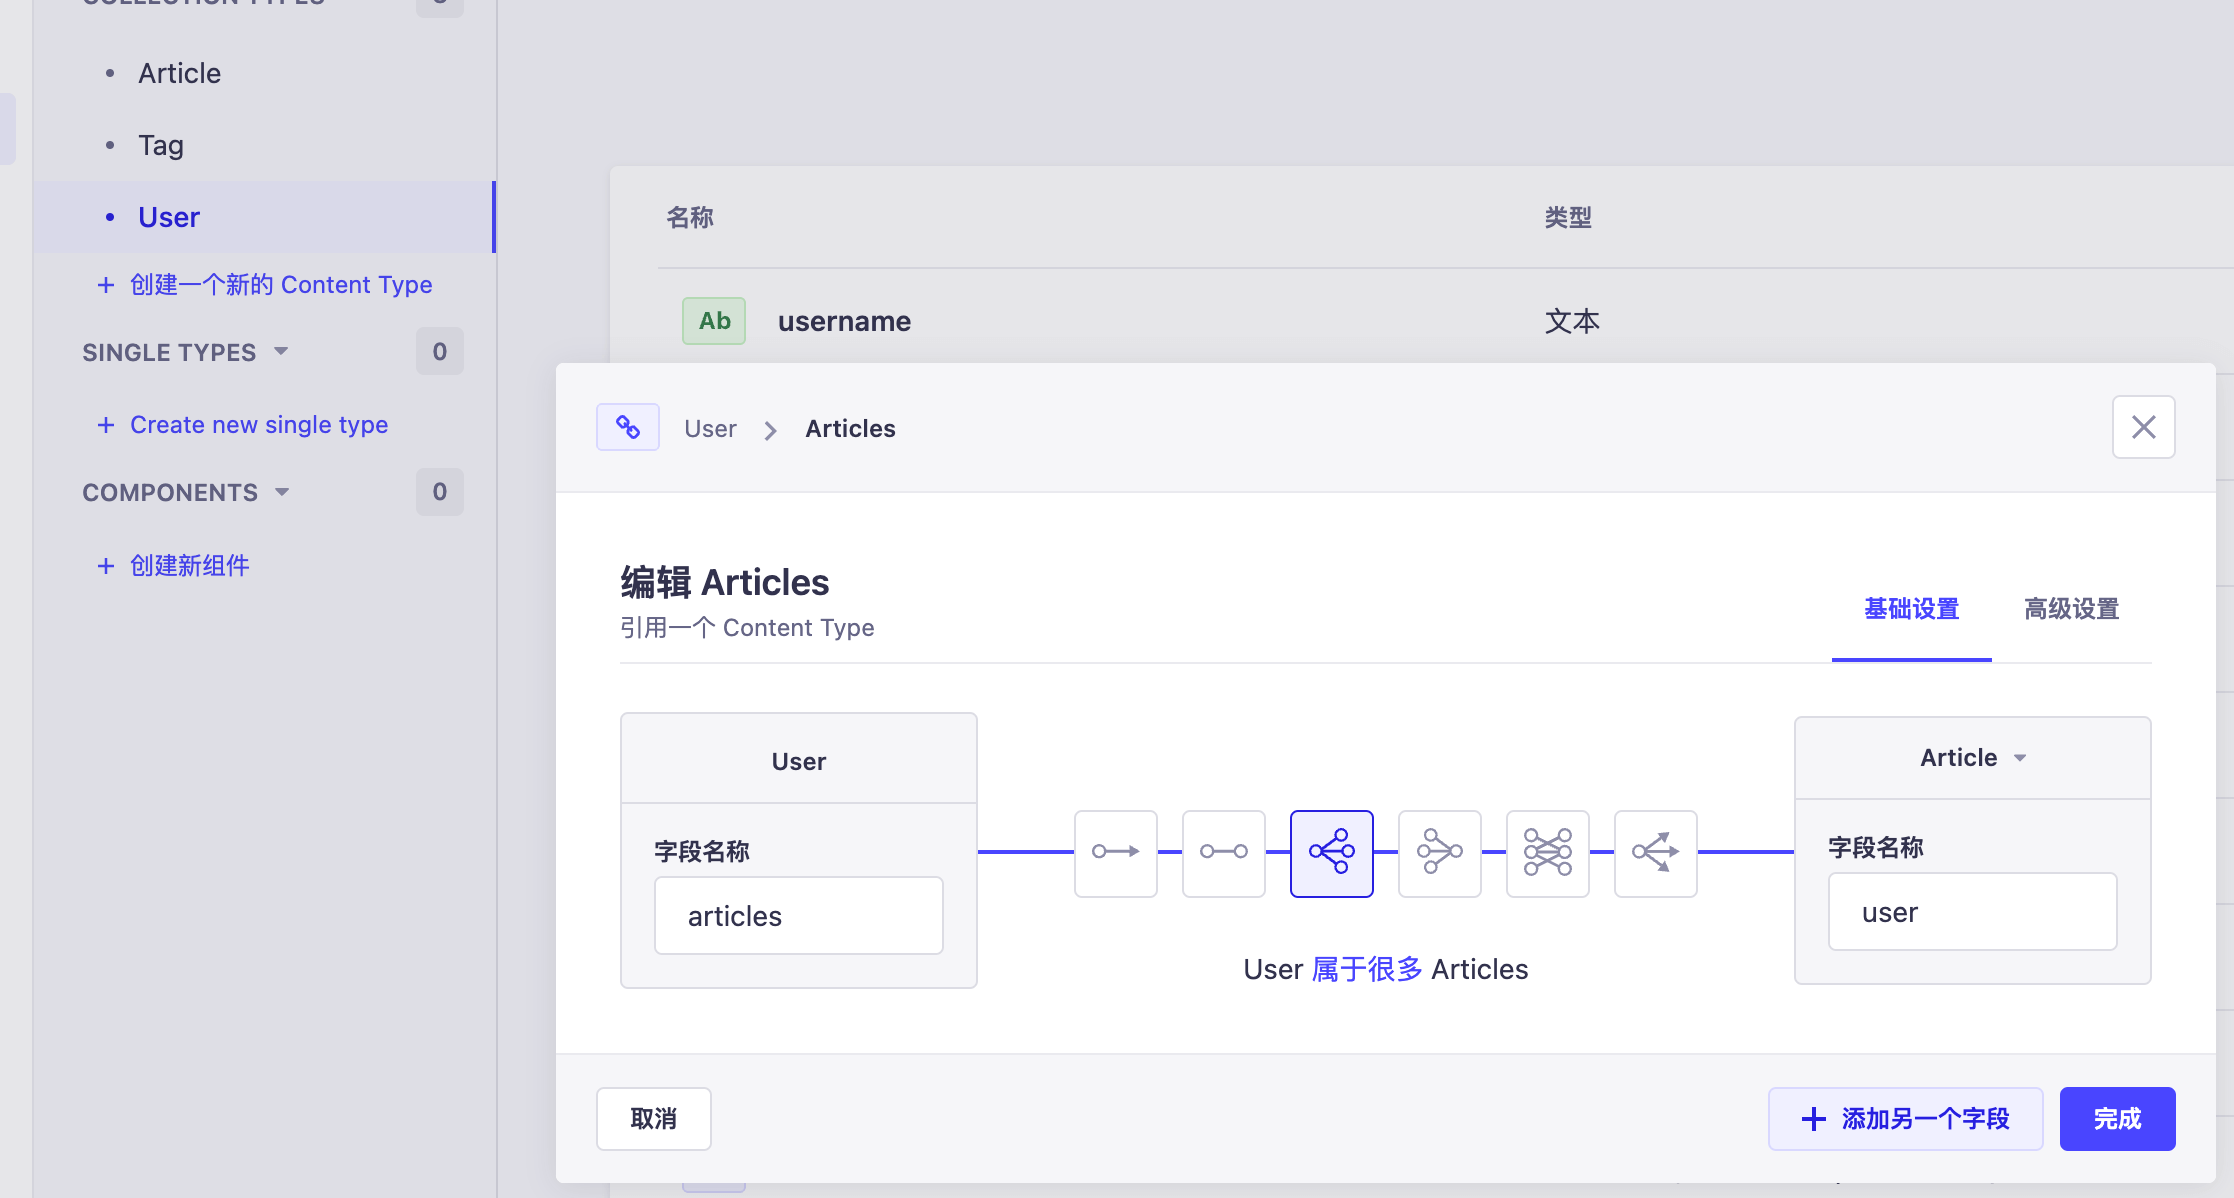 COLLECTION TYPES
Article
Tag
User
创建一个新的 Content Type
SINGLE TYPES 0
Create new single type
COMPONENTS 0
创建新组件
名称 类型
Ab username 文本
User Articles
编辑 Articles
引用一个 Content Type
基础设置 高级设置
User
字段名称
articles
User 属于很多 Articles
Article
字段名称
user
取消
添加另一个字段
完成